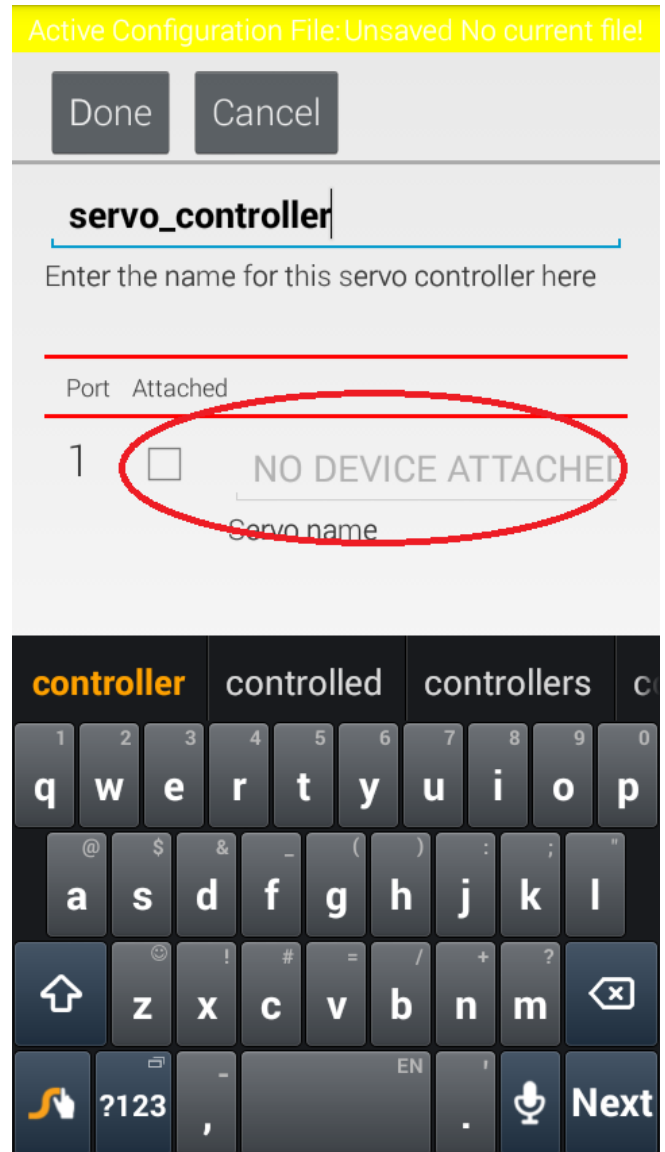 Active Configuration File:Unsaved No current file!
Done Cancel
servo_controller
Enter the name for this servo controller here
Port Attached
1 NO DEVICE ATTACHED
Servo name
controller controlled controllers
1 2 3 4 5 6 7 8 9 0
q w e r t y u i o p
@ $ & _ ( ) : ; "
a s d f g h j k l
! # = / + ?
z x c v b n m
EN
?123 , . Next